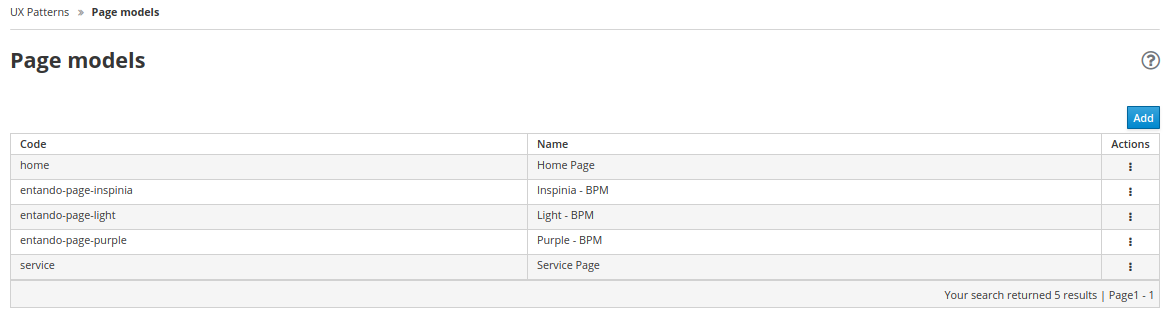 UX Patterns » Page models
Page models
?
Add
Code Name Actions
home Home Page
entando-page-inspinia Inspinia - BPM
entando-page-light Light - BPM
entando-page-purple Purple - BPM
service Service Page
Your search returned 5 results | Page1 - 1